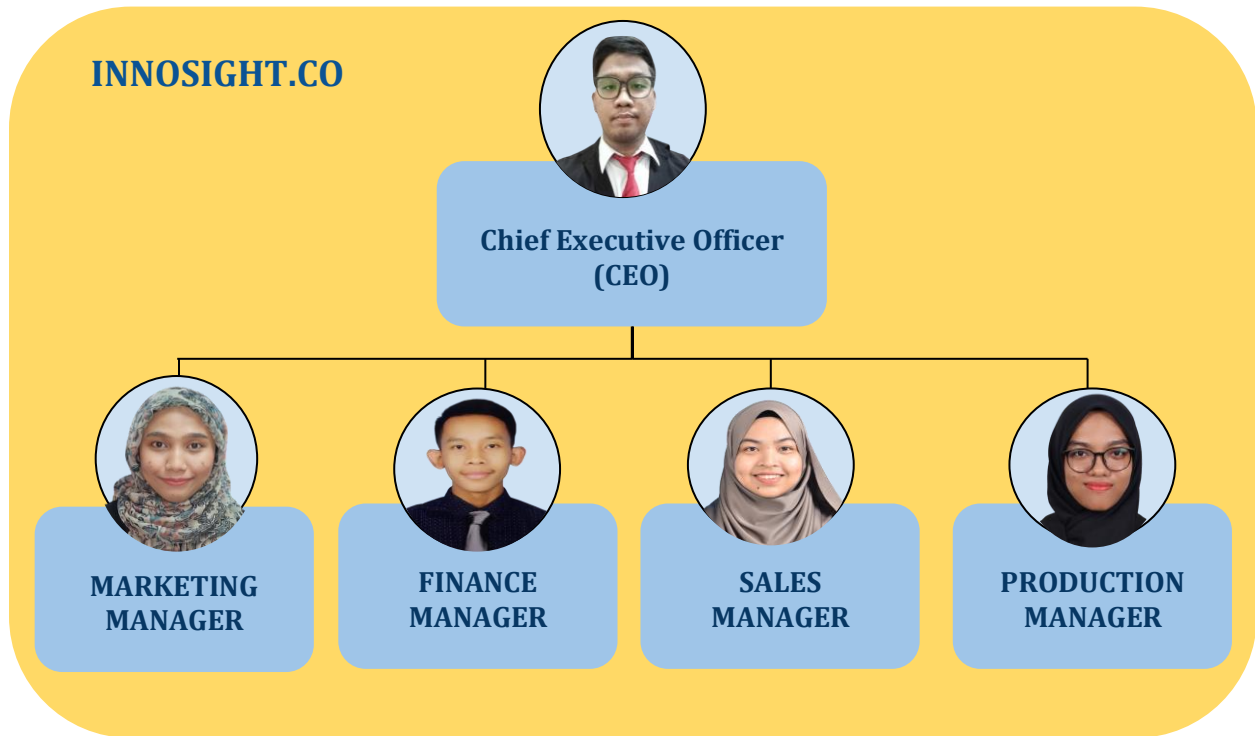 INNOSIGHT.CO
Chief Executive Officer
(CEO)
MARKETING
MANAGER
FINANCE
MANAGER
SALES
MANAGER
PRODUCTION
MANAGER